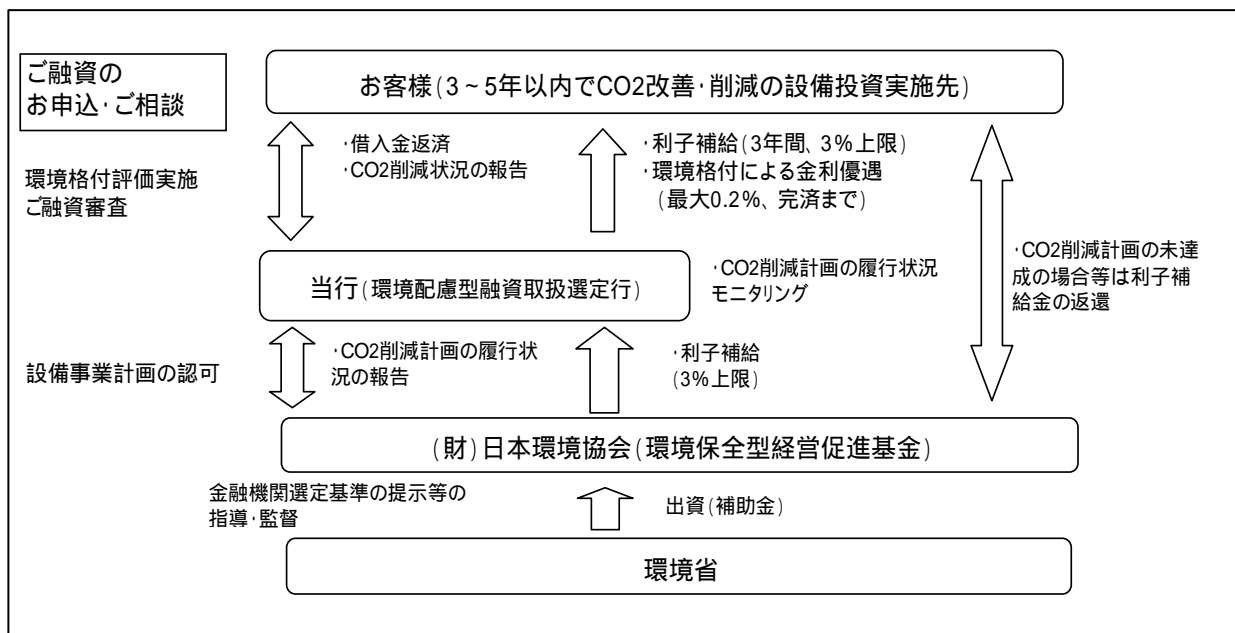 ご融資の
お申込・ご相談
お客様(3~5年以内でCO2改善・削減の設備投資実施先)
環境格付評価実施
ご融資審査
・借入金返済
・CO2削減状況の報告
・利子補給(3年間、3%上限)
・環境格付による金利優遇
(最大0.2%、完済まで)
・CO2削減計画の未達
成の場合等は利子補
給金の返還
当行(環境配慮型融資取扱選定行)
・CO2削減計画の履行状況
モニタリング
設備事業計画の認可
・CO2削減計画の履行状
況の報告
・利子補給
(3%上限)
(財)日本環境協会(環境保全型経営促進基金)
金融機関選定基準の提示等の
指導・監督
出資(補助金)
環境省